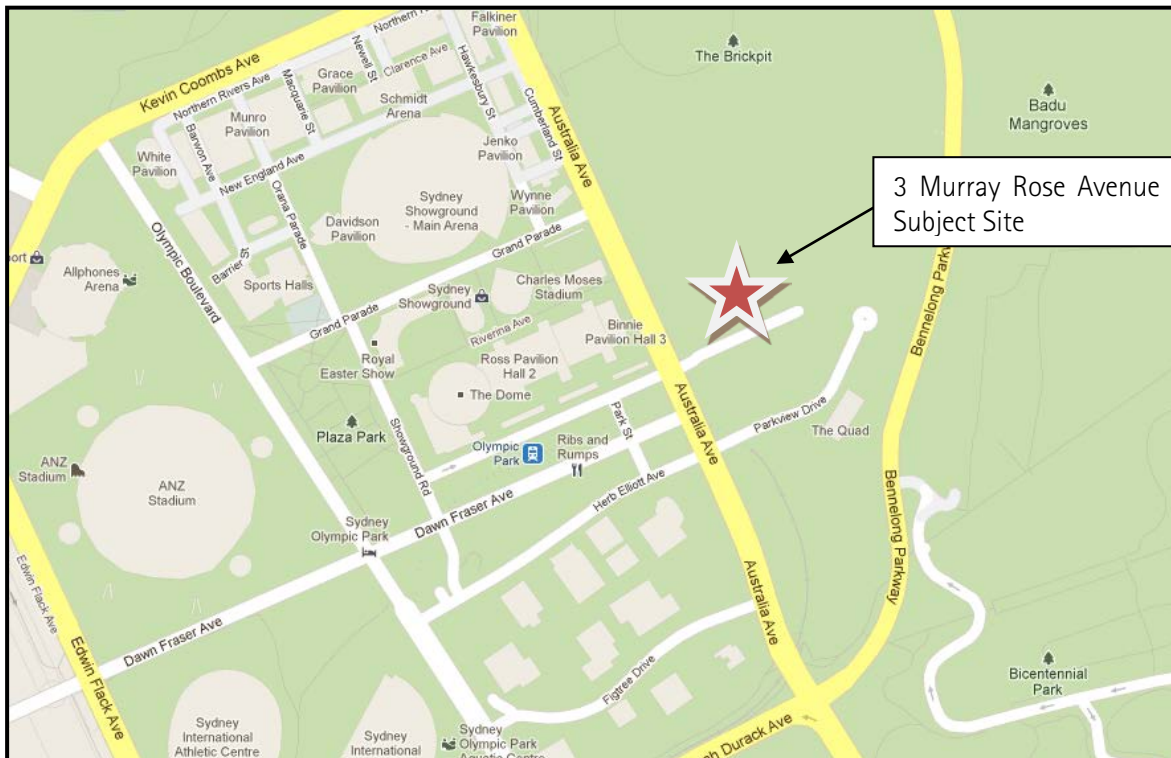 Falkiner
Pavilion
Northern R
Newell St
Clarence Ave
Hawkesbury St
The Brickpit
Kevin Coombs Ave
Northern Rivers Ave
Macquarie St
Grace
Pavilion
Schmidt
Arena
Cumberland St
Australia Ave
Badu
Mangroves
Munro
Pavilion
Barwon Ave
White
Pavilion
New England Ave
Jenko
Pavilion
3 Murray Rose Avenue
Subject Site
Orana Parade
Sydney
Showground
- Main Arena
Wynne
Pavilion
Davidson
Pavilion
Olympic Boulevard
Barrier St
Grand Parade
port
Allphones
Arena
Sports Halls
Sydney
Showground
Charles Moses
Stadium
Bennelong Parkway
Grand Parade
Riverina Ave
Binnie
Pavilion Hall 3
Royal
Easter Show
Ross Pavilion
Hall 2
The Dome
Plaza Park
Showground Rd
Park St
Australia Ave
Parkview Drive
The Quad
Olympic
Park
Ribs and
Rumps
ANZ
Stadium
ANZ
Stadium
Herb Elliott Ave
Bennelong Parkway
Sydney
Olympic Park
Dawn Fraser Ave
Edwin Flack Ave
Australia Ave
Dawn Fraser Ave
Edwin Flack Ave
Figtree Drive
Bicentennial
Park
Sydney
International
Athletic Centre
Sydney
International
Sydney
Olympic Park
Aquatic Centre
ah Durack Ave